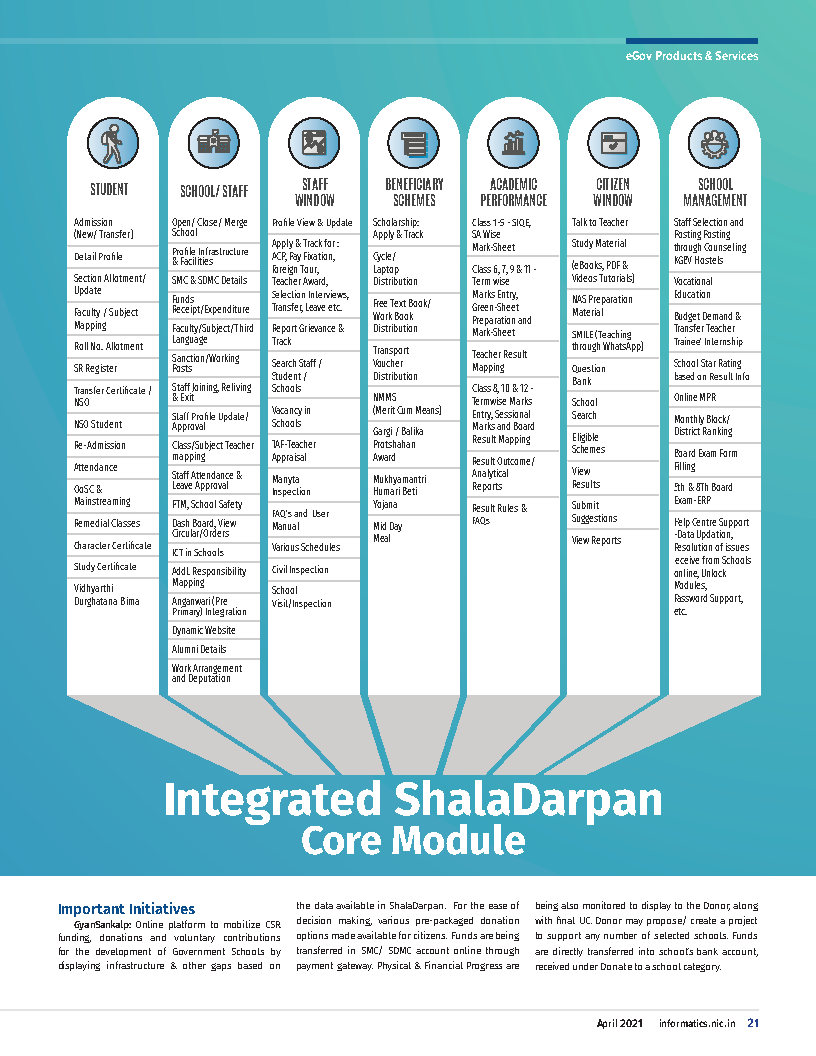 eGov Products & Services
STUDENT
Admission
(New/ Transfer)
Detail Profile
Section Allotment/
Update
Faculty / Subject
Mapping
Roll No. Allotment
SR Register
Transfer Certificate /
NSO
NSO Student
Re-Admission
Attendance
OoSC &
Mainstreaming
Remedial Classes
Character Certificate
Study Certificate
Vidhyarthi
Durghatana Bima
SCHOOL/ STAFF
Open/ Close/ Merge
School
Profile Infrastructure
& Facilities
SMC & SDMC Details
Funds
Receipt/Expenditure
Faculty/Subject/Third
Language
Sanction/Working
Posts
Staff Joining, Reliving
& Exit
Staff Profile Update/
Approval
Class/Subject Teacher
mapping
Staff Attendance &
Leave Approval
PTM, School Safety
Dash Board, View
Circular/Orders
ICT in Schools
Addl. Responsibility
Mapping
Anganwari (Pre
Primary) Integration
Dynamic Website
Alumni Details
Work Arrangement
and Deputation
STAFF
WINDOW
Profile View & Update
Apply & Track for :
ACP, Pay Fixation,
Foreign Tour,
Teacher Award,
Selection Interviews,
Transfer, Leave etc.
Report Grievance &
Track
Search Staff /
Student /
Schools
Vacancy in
Schools
TAF-Teacher
Appraisal
Manyta
Inspection
FAQ's and User
Manual
Various Schedules
Civil Inspection
School
Visit/Inspection
BENEFICIARY
SCHEMES
Scholarship:
Apply & Track
Cycle/
Laptop
Distribution
Free Text Book/
Work Book
Distribution
Transport
Voucher
Distribution
NMMS
(Merit Cum Means)
Gargi / Balika
Protshahan
Award
Mukhyamantri
Humari Beti
Yojana
Mid Day
Meal
ACADEMIC
PERFORMANCE
Class 1-5 - SIQE,
SA Wise
Mark-Sheet
Class 6, 7, 9 & 11 -
Term wise
Marks Entry,
Green-Sheet
Preparation and
Mark-Sheet
Teacher Result
Mapping
Class 8, 10 & 12 -
Termwise Marks
Entry, Sessional
Marks and Board
Result Mapping
Result Outcome/
Analytical
Reports
Result Rules &
FAQs
CITIZEN
WINDOW
Talk to Teacher
Study Material
(eBooks, PDF &
Videos Tutorials)
NAS Preparation
Material
SMILE (Teaching
through WhatsApp)
Question
Bank
School
Search
Eligible
Schemes
View
Results
Submit
Suggestions
View Reports
SCHOOL
MANAGEMENT
Staff Selection and
Posting Posting
through Counseling
KGBV Hostels
Vocational
Education
Budget Demand &
Transfer Teacher
Trainee' Internship
School Star Rating
based on Result Info
Online MPR
Monthly Block/
District Ranking
Board Exam Form
Filling
5th & 8Th Board
Exam-ERP
Help Centre Support
-Data Updation,
Resolution of issues
receive from Schools
online, Unlock
Modules,
Password Support,
etc.
Integrated ShalaDarpan
Core Module
Important Initiatives
GyanSankalp: Online platform to mobilize CSR
funding, donations and voluntary contributions
for the development of Government Schools by
displaying infrastructure & other gaps based on
the data available in ShalaDarpan. For the ease of
decision making, various pre-packaged donation
options made available for citizens. Funds are being
transferred in SMC/ SDMC account online through
payment gateway. Physical & Financial Progress are
being also monitored to display to the Donor, along
with final UC. Donor may propose/ create a project
to support any number of selected schools. Funds
are directly transferred into school's bank account,
received under Donate to a school category.
April 2021 informatics.nic.in 21